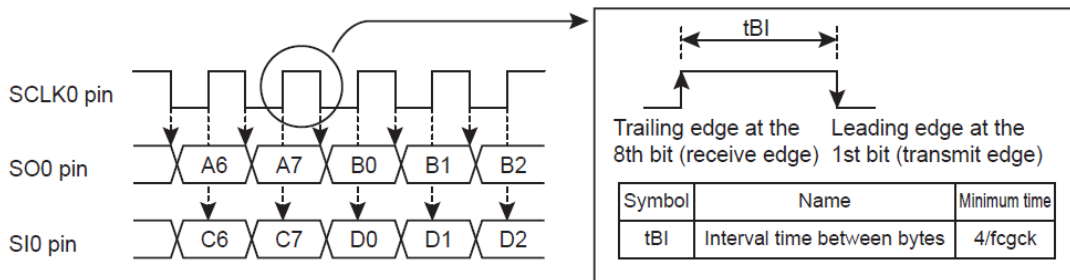 SCLK0 pin
SO0 pin A6 A7 B0 B1 B2
SI0 pin C6 C7 D0 D1 D2
tBI
Trailing edge at the
8th bit (receive edge)
Leading edge at the
1st bit (transmit edge)
Symbol Name Minimum time
tBI Interval time between bytes 4/fcgck